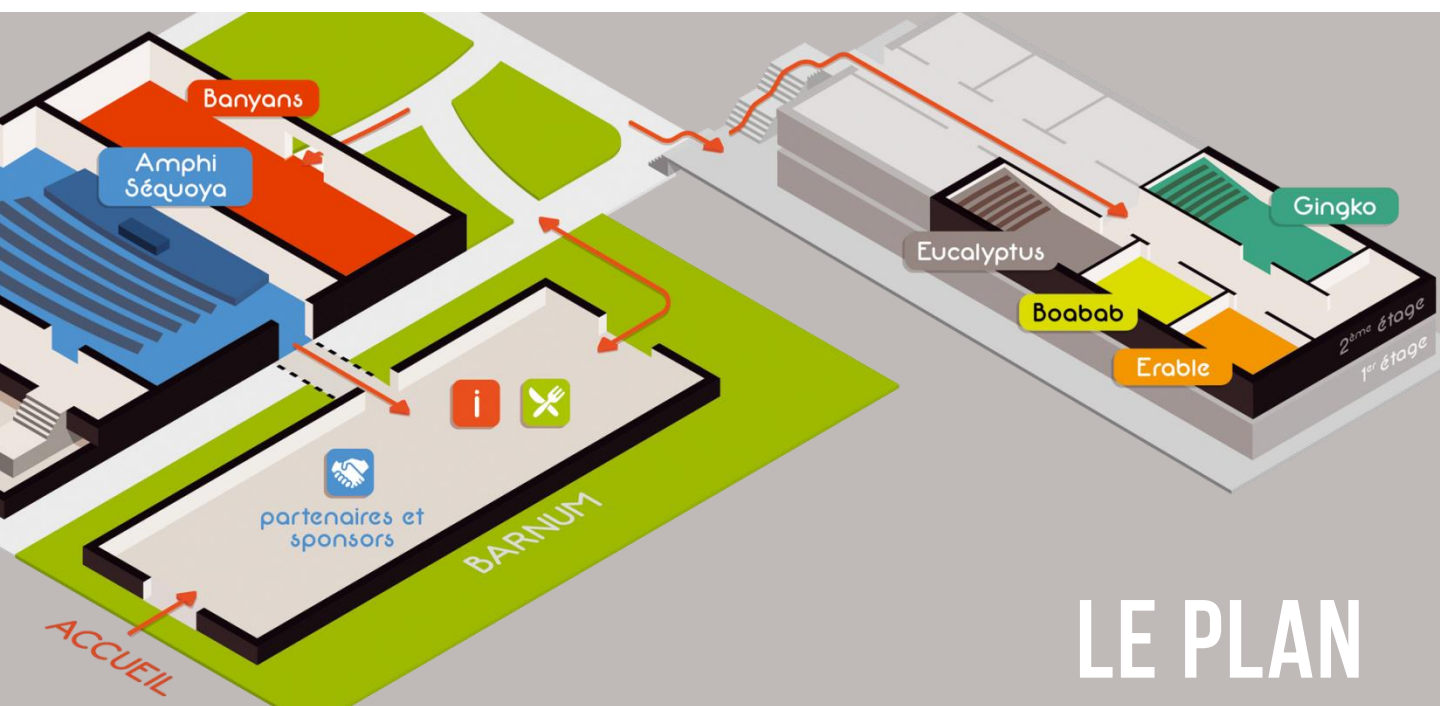 Banyans
Amphi
Séquoya
Gingko
Eucalyptus
Boabab
Erable
2ème étage
1er étage
i
partenaires et
sponsors
BARNUM
ACCUEIL
LE PLAN